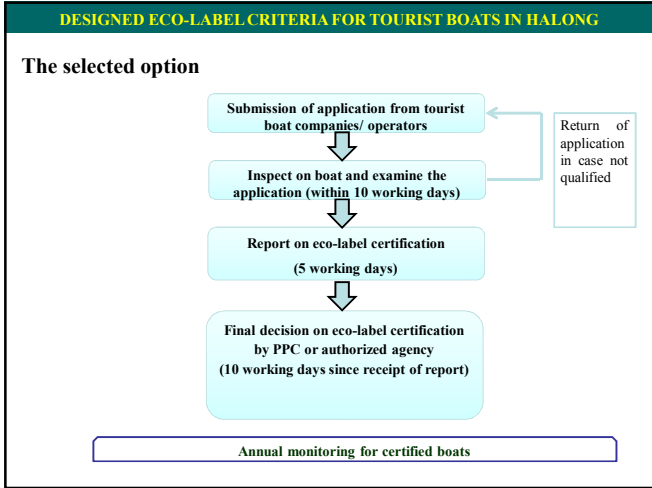 DESIGNED ECO-LABEL CRITERIA FOR TOURIST BOATS IN HALONG
The selected option
Submission of application from tourist
boat companies/ operators
Return of
application
in case not
qualified
Inspect on boat and examine the
application (within 10 working days)
Report on eco-label certification
(5 working days)
Final decision on eco-label certification
by PPC or authorized agency
(10 working days since receipt of report)
Annual monitoring for certified boats